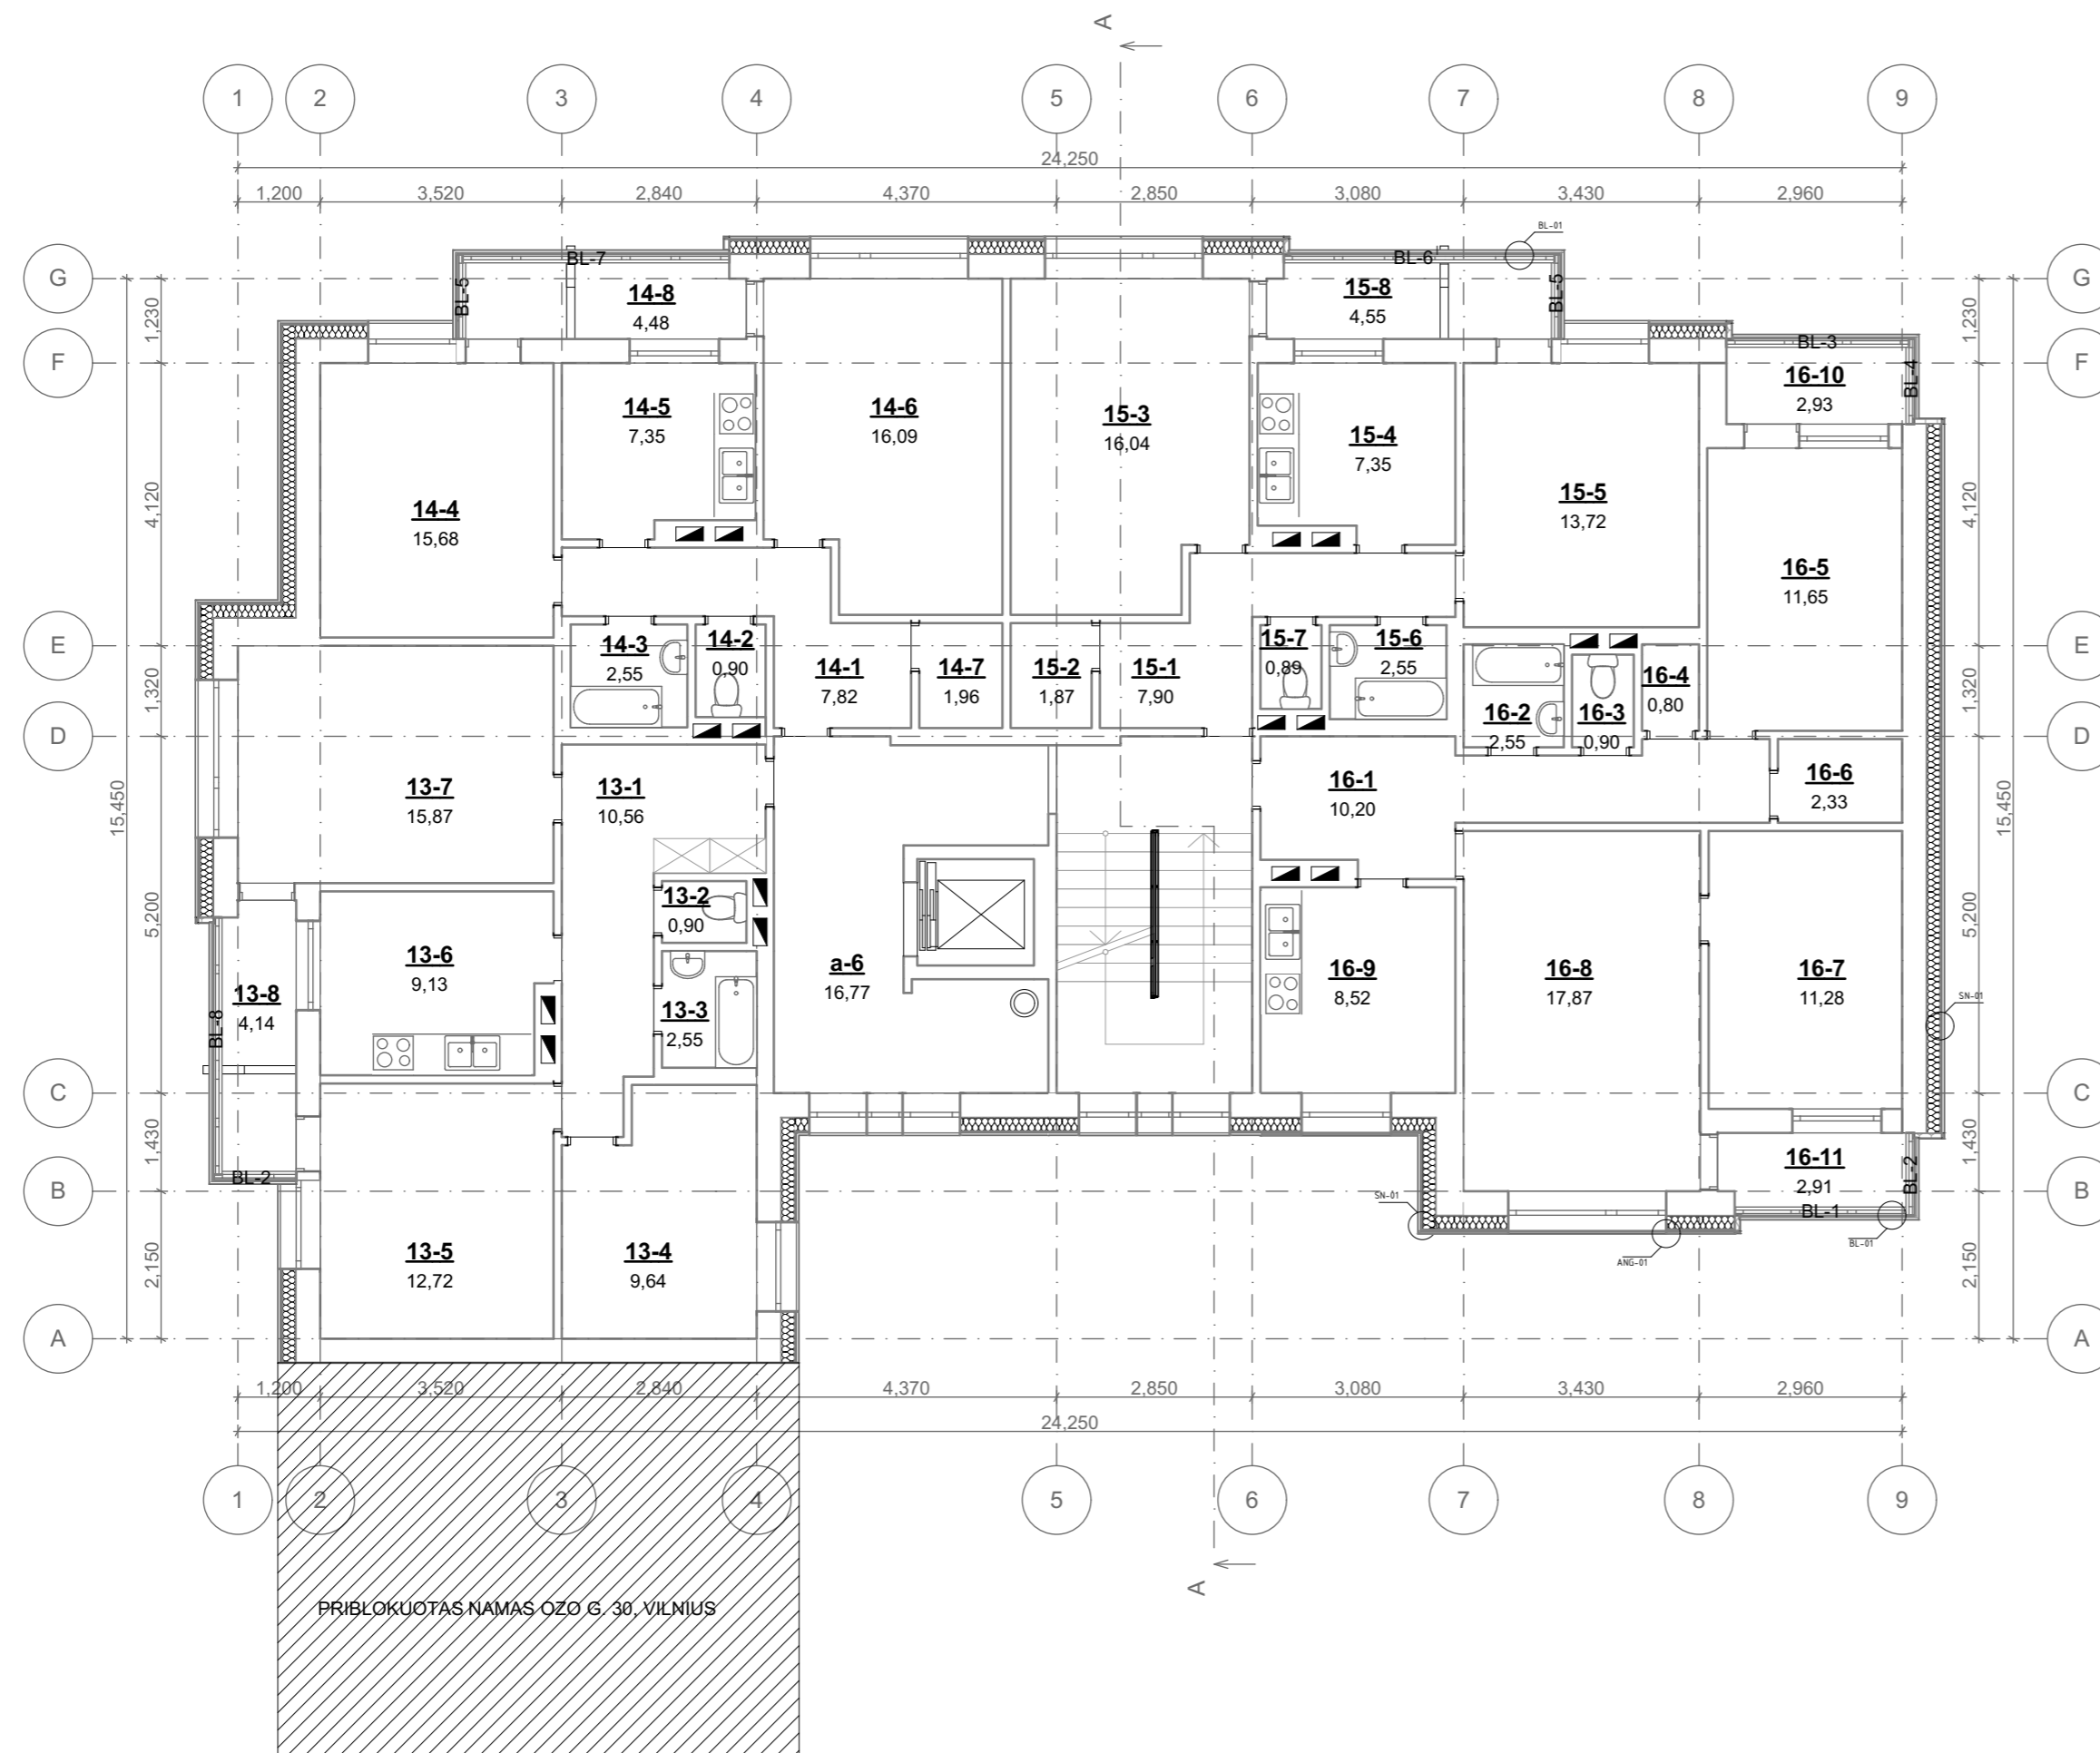 A
1 2 3 4 5 6 7 8 9
24,250
1,200 3,520 2,840 4,370 2,850 3,080 3,430 2,960
BL-01
G BL-7 BL-6 G
BL-5 BL-5
14-8 15-8
4,48 4,55
1,230 1,230
BL-3
F F
16-10 BL-4
2,93
14-5 14-6 15-3 15-4
7,35 16,09 16,04 7,35
4,120 4,120
14-4 15-5
15,68 13,72
16-5
11,65
E E
14-3 14-2 15-7 15-6
2,55 0,90 0,89 2,55
14-1 14-7 15-2 15-1
7,82 1,96 1,87 7,90
16-4
0,80
1,320 1,320
16-2 16-3
2,55 0,90
D D
13-7 13-1 16-1 16-6
15,87 10,56 10,20 2,33
15,450 15,450
13-2
0,90
5,200 5,200
13-6 a-6 16-9 16-8 16-7
9,13 16,77 8,52 17,87 11,28
13-8 13-3
4,14 2,55
BL-8
SN-01
C C
1,430 1,430
16-11
2,91
BL-2 BL-2
B B
SN-01 BL-1
ANG-01 BL-01
13-5 13-4
12,72 9,64
2,150 2,150
A A
1,200 3,520 2,840 4,370 2,850 3,080 3,430 2,960
24,250
1 2 3 4 5 6 7 8 9
A
PRIBLOKUOTAS NAMAS OZO G. 30, VILNIUS